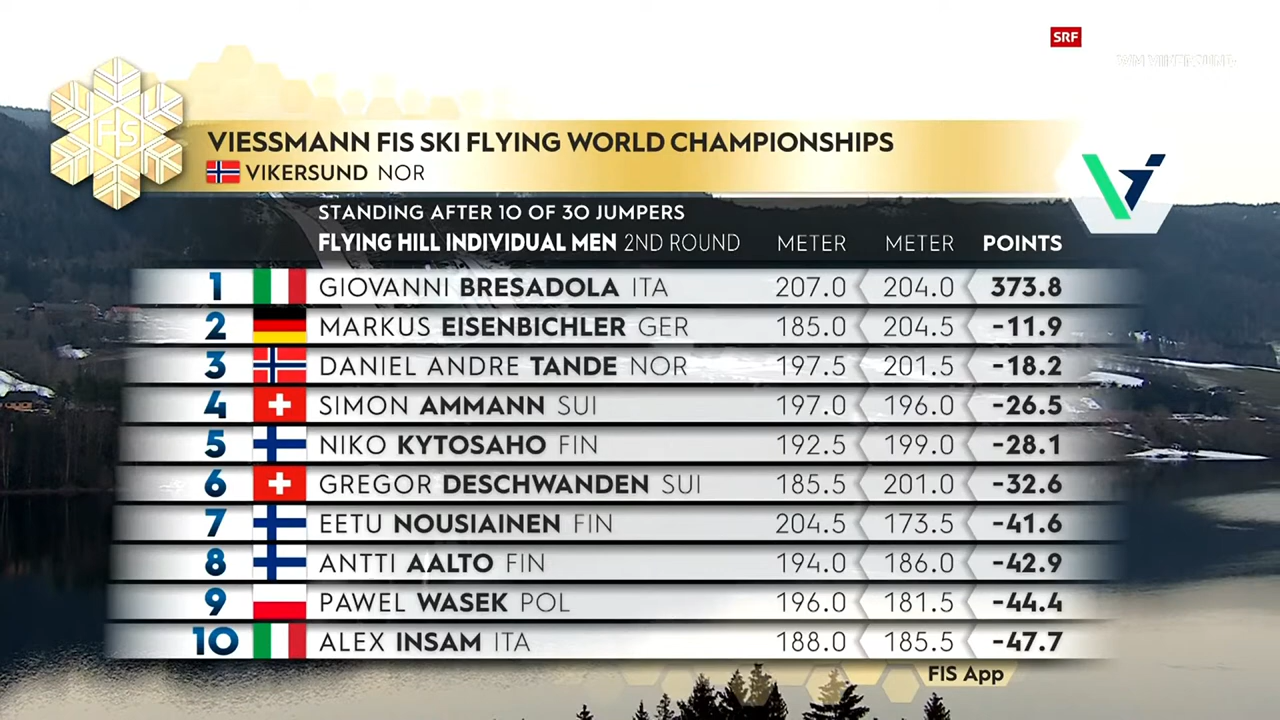 SRF
WM VIKERSUND
FIS
VIESSMANN FIS SKI FLYING WORLD CHAMPIONSHIPS
VIKERSUND NOR
STANDING AFTER 10 OF 30 JUMPERS
FLYING HILL INDIVIDUAL MEN 2ND ROUND METER METER POINTS
1 GIOVANNI BRESADOLA ITA 207.0 204.0 373.8
2 MARKUS EISENBICHLER GER 185.0 204.5 -11.9
3 DANIEL ANDRE TANDE NOR 197.5 201.5 -18.2
4 SIMON AMMANN SUI 197.0 196.0 -26.5
5 NIKO KYTOSAHO FIN 192.5 199.0 -28.1
6 GREGOR DESCHWANDEN SUI 185.5 201.0 -32.6
7 EETU NOUSIAINEN FIN 204.5 173.5 -41.6
8 ANTTI AALTO FIN 194.0 186.0 -42.9
9 PAWEL WASEK POL 196.0 181.5 -44.4
10 ALEX INSAM ITA 188.0 185.5 -47.7
FIS App